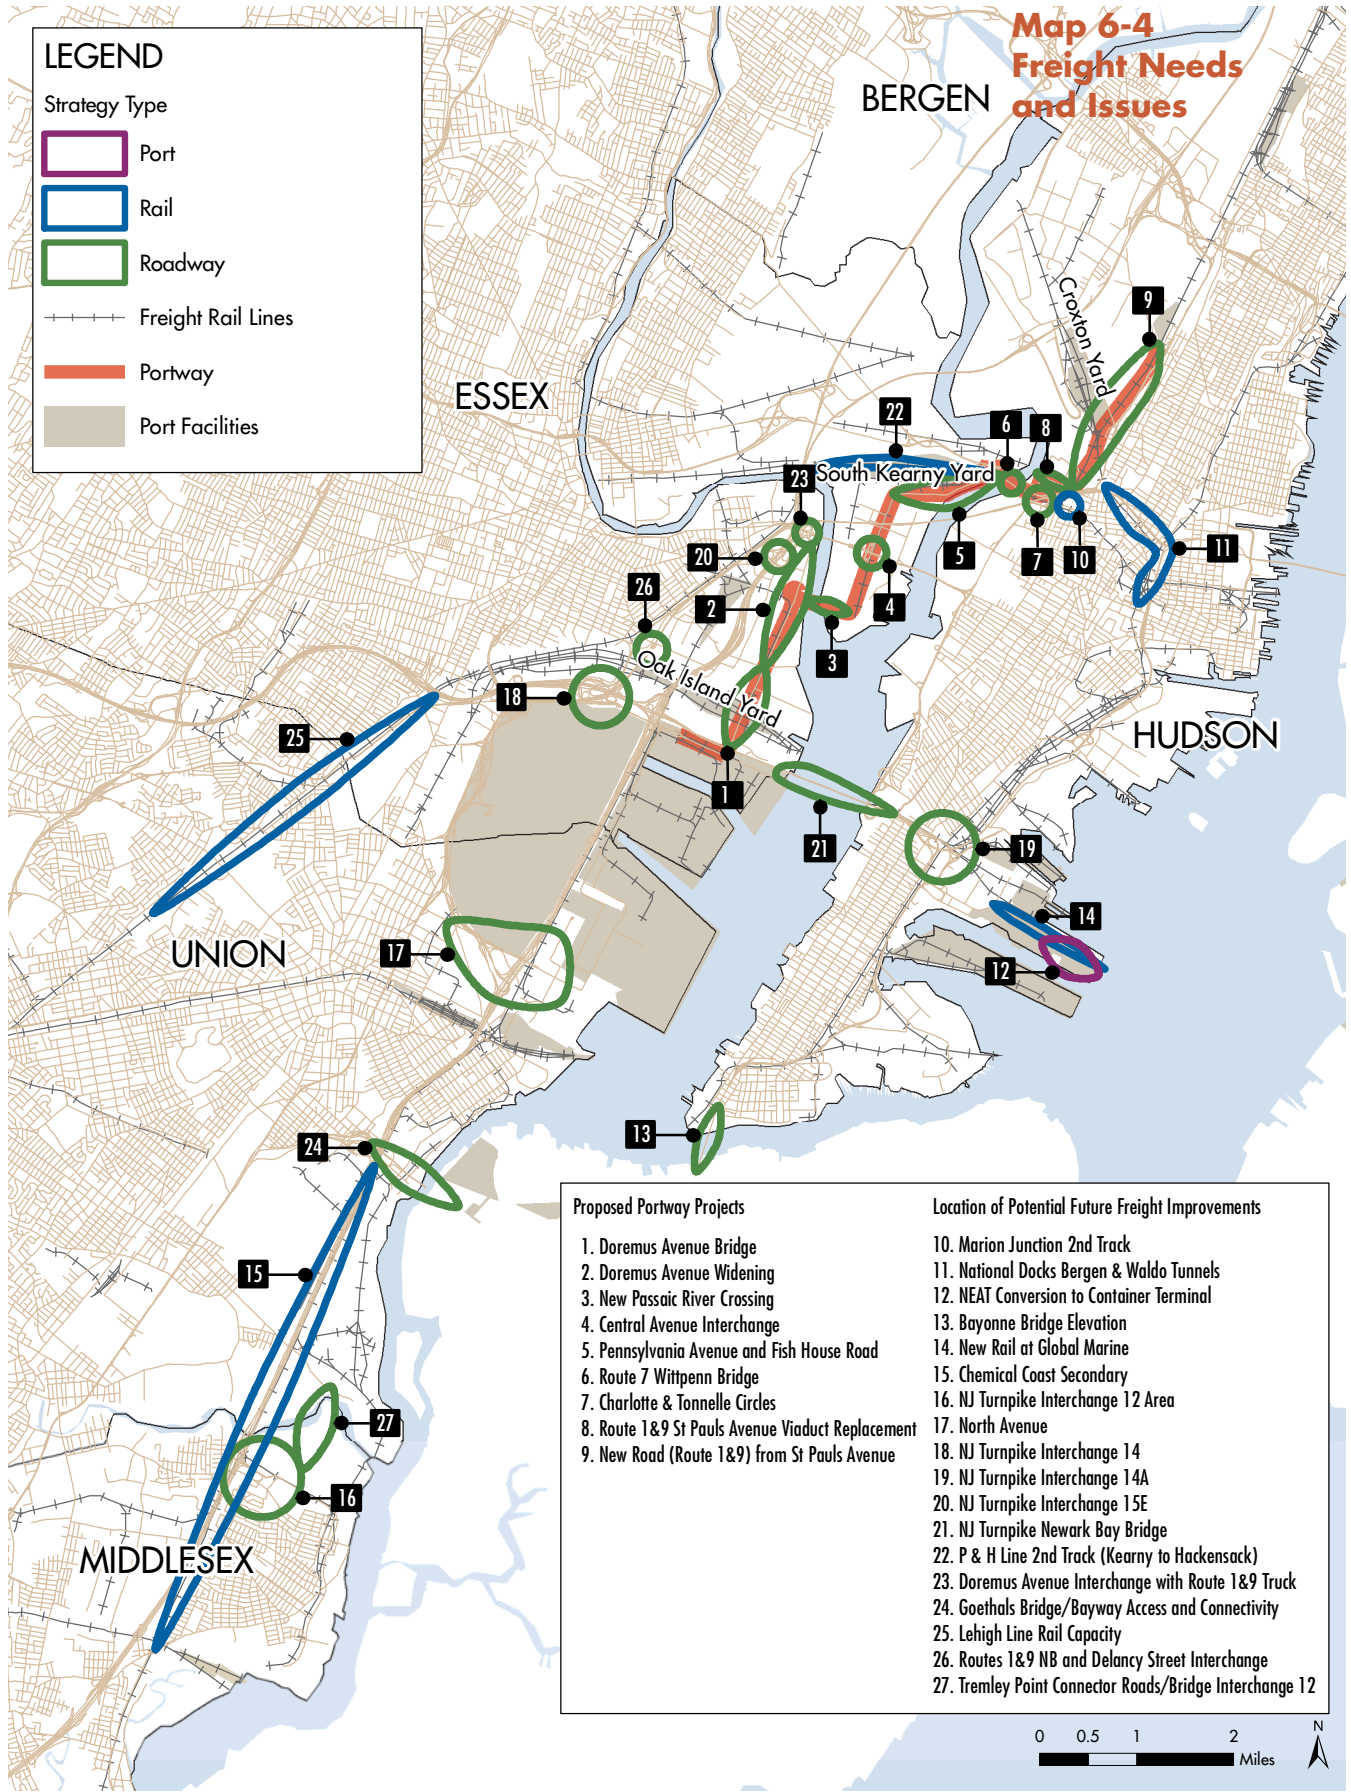 Map 6-4
Freight Needs
and Issues
LEGEND
Strategy Type
Port
Rail
Roadway
Freight Rail Lines
Portway
Port Facilities
BERGEN
ESSEX
HUDSON
UNION
MIDDLESEX
Croxton Yard
South Kearny Yard
Oak Island Yard
9
22
6
8
23
5
7
10
11
20
26
2
4
3
18
25
1
21
19
14
17
12
13
24
15
27
16
Proposed Portway Projects
1. Doremus Avenue Bridge
2. Doremus Avenue Widening
3. New Passaic River Crossing
4. Central Avenue Interchange
5. Pennsylvania Avenue and Fish House Road
6. Route 7 Wittpenn Bridge
7. Charlotte & Tonnelle Circles
8. Route 1&9 St Pauls Avenue Viaduct Replacement
9. New Road (Route 1&9) from St Pauls Avenue
Location of Potential Future Freight Improvements
10. Marion Junction 2nd Track
11. National Docks Bergen & Waldo Tunnels
12. NEAT Conversion to Container Terminal
13. Bayonne Bridge Elevation
14. New Rail at Global Marine
15. Chemical Coast Secondary
16. NJ Turnpike Interchange 12 Area
17. North Avenue
18. NJ Turnpike Interchange 14
19. NJ Turnpike Interchange 14A
20. NJ Turnpike Interchange 15E
21. NJ Turnpike Newark Bay Bridge
22. P & H Line 2nd Track (Kearny to Hackensack)
23. Doremus Avenue Interchange with Route 1&9 Truck
24. Goethals Bridge/Bayway Access and Connectivity
25. Lehigh Line Rail Capacity
26. Routes 1&9 NB and Delancy Street Interchange
27. Tremley Point Connector Roads/Bridge Interchange 12
0 0.5 1 2
Miles
N